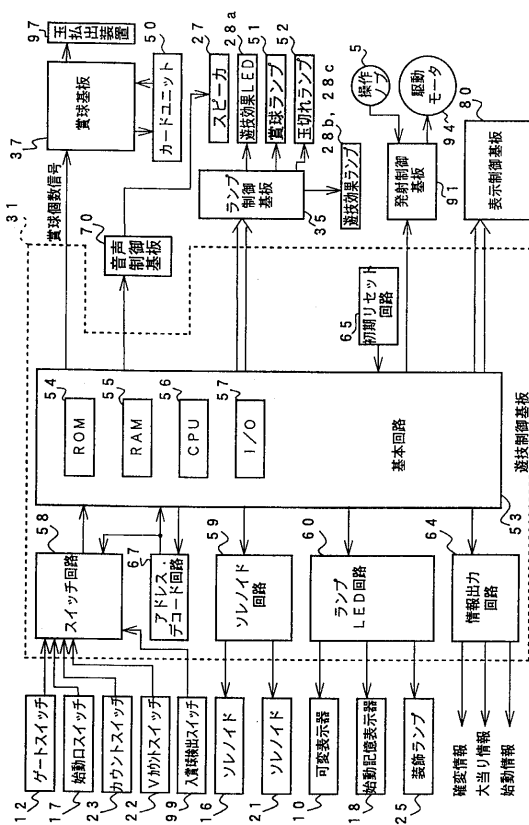 12
ゲートスイッチ
17
始動口スイッチ
23
カウントスイッチ
22
Vカウントスイッチ
99
入賞球検出スイッチ
16
ソレノイド
21
ソレノイド
10
可変表示器
18
始動記憶表示器
25
装飾ランプ
確変情報
大当り情報
始動情報
58
スイッチ回路
67
アドレス・
デコード回路
59
ソレノイド
回路
60
ランプ
LED回路
64
情報出力
回路
31
54
ROM
55
RAM
56
CPU
57
I/O
基本回路
53
遊技制御基板
65
初期リセット
回路
賞球個数信号
70
音声
制御基板
37
賞球基板
97
玉払出装置
50
カードユニット
27
スピーカ
28a
遊技効果LED
51
賞球ランプ
52
玉切れランプ
28b, 28c
遊技効果ランプ
ランプ
制御基板
35
5
操作
ノブ
駆動
モータ
94
発射制御
基板
91
80
表示制御基板